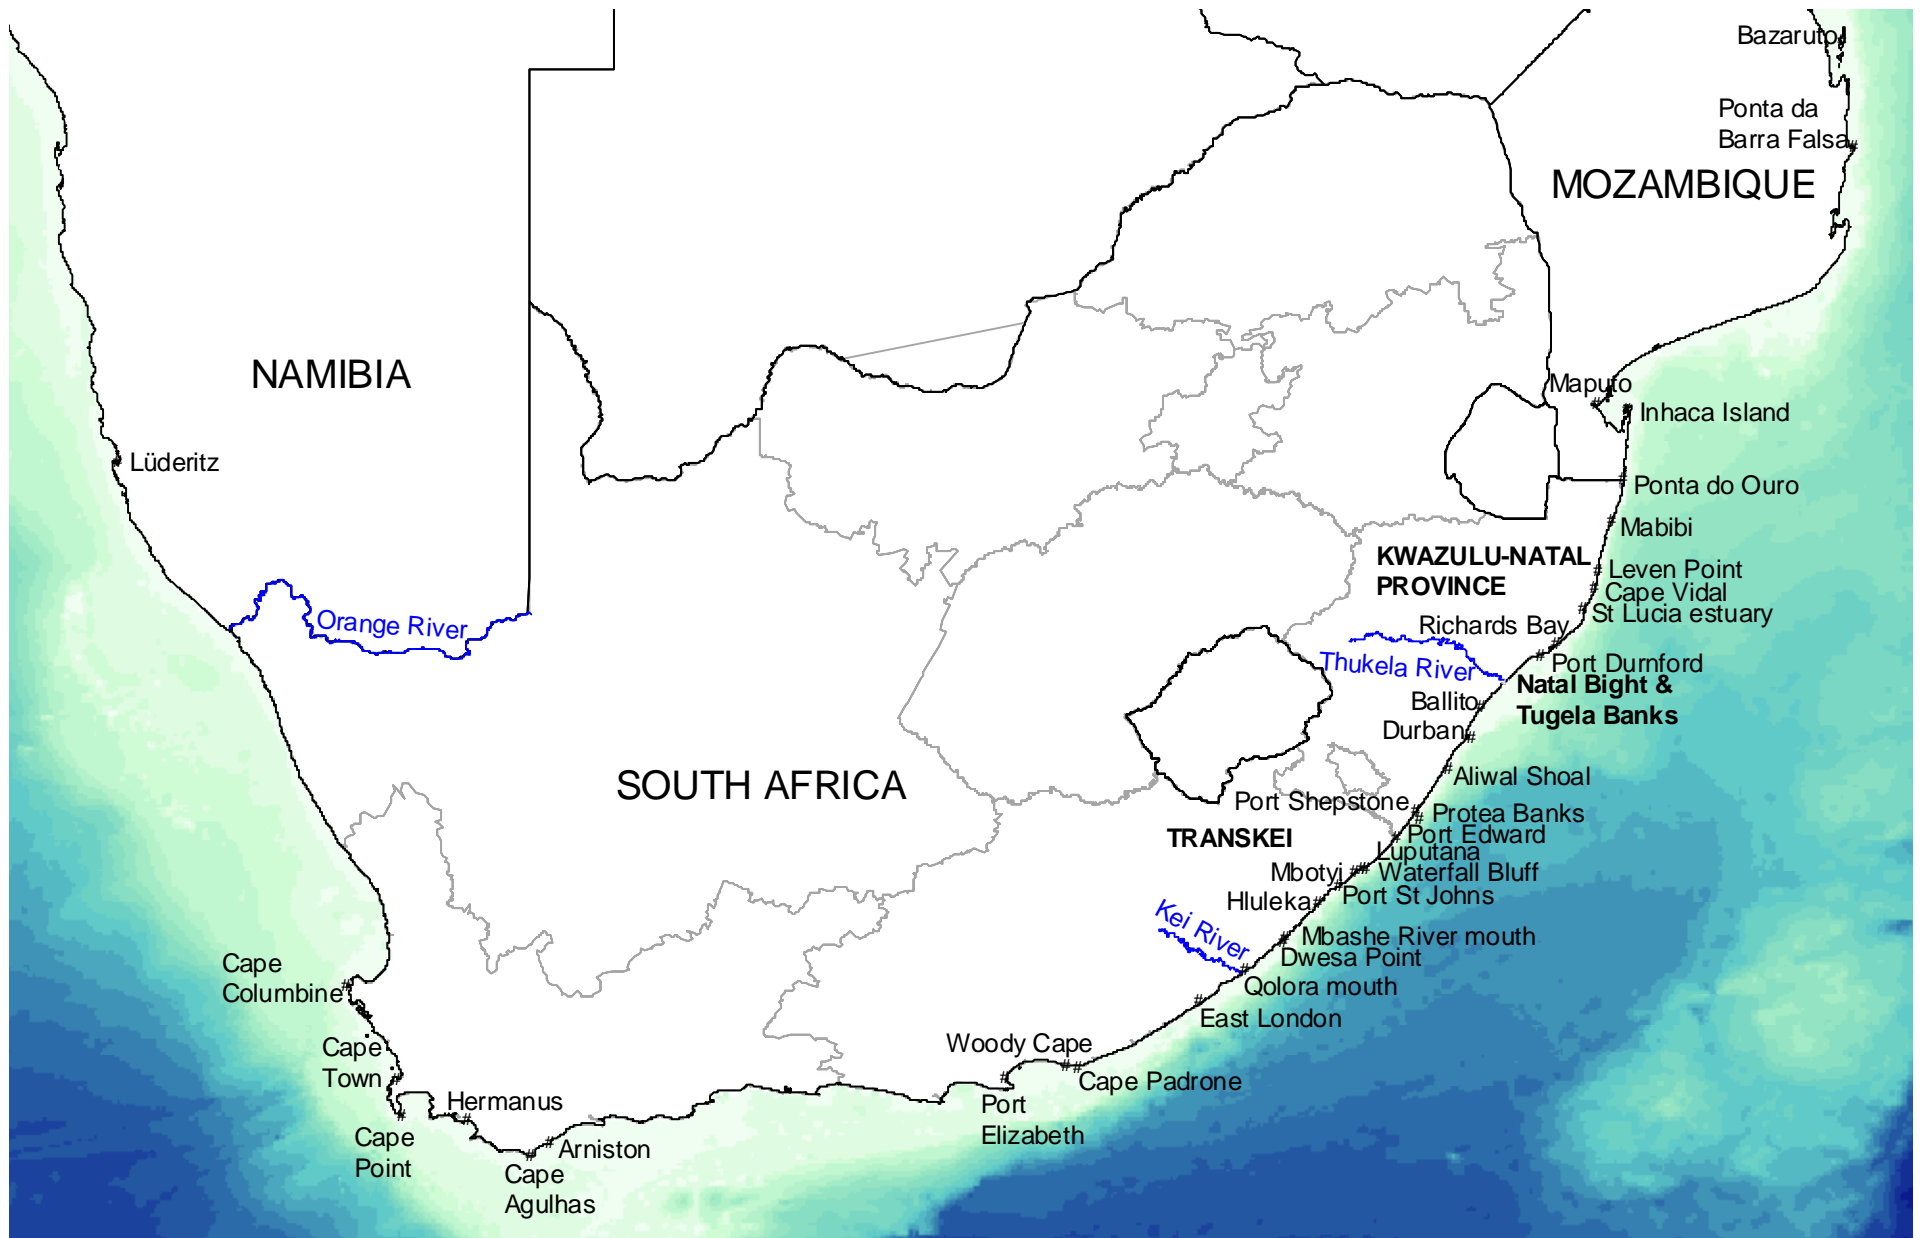 Bazaruto
Ponta da
Barra Falsa
MOZAMBIQUE
NAMIBIA
Maputo
Inhaca Island
Lüderitz
Ponta do Ouro
Mabibi
KWAZULU-NATAL
PROVINCE
Leven Point
Cape Vidal
St Lucia estuary
Orange River
Richards Bay
Thukela River
Port Durnford
Natal Bight &
Tugela Banks
Ballito
Durban
SOUTH AFRICA
Aliwal Shoal
Port Shepstone
Protea Banks
TRANSKEI
Port Edward
Luputana
Mbotyi
Waterfall Bluff
Port St Johns
Hluleka
Kei River
Mbashe River mouth
Dwesa Point
Cape
Columbine
Qolora mouth
East London
Woody Cape
Cape
Town
Cape Padrone
Hermanus
Port
Elizabeth
Cape
Point
Arniston
Cape
Agulhas